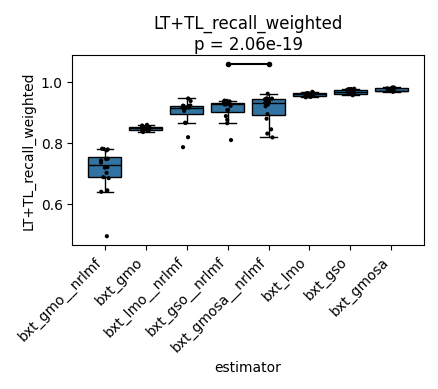 LT+TL_recall_weighted
p = 2.06e-19
LT+TL_recall_weighted
1.0
0.8
0.6
bxt_gmo__nrlmf
bxt_gmo
bxt_lmo__nrlmf
bxt_gso__nrlmf
bxt_gmosa__nrlmf
bxt_lmo
bxt_gso
bxt_gmosa
estimator